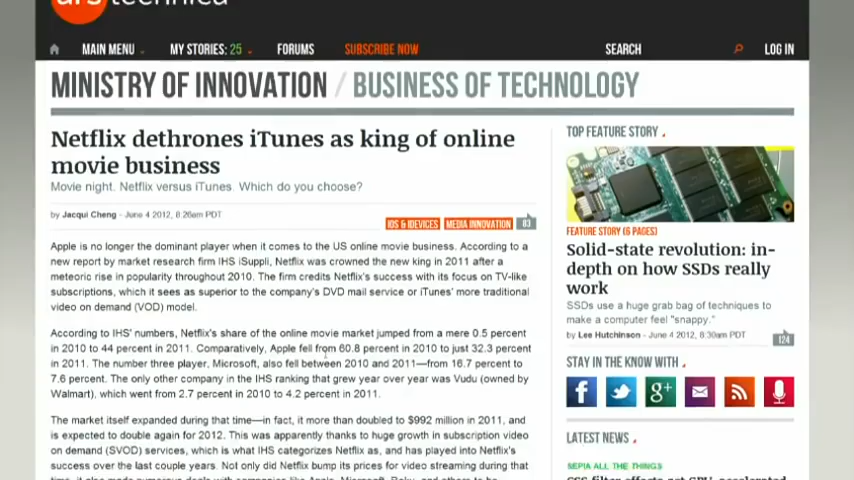 ars technica
MAIN MENU
MY STORIES: 25
FORUMS
SUBSCRIBE NOW
SEARCH
LOG IN
MINISTRY OF INNOVATION / BUSINESS OF TECHNOLOGY
Netflix dethrones iTunes as king of online
movie business
Movie night. Netflix versus iTunes. Which do you choose?
by Jacqui Cheng - June 4 2012, 8:26am PDT
IOS & IDEVICES
MEDIA INNOVATION
83
Apple is no longer the dominant player when it comes to the US online movie business. According to a
new report by market research firm IHS iSuppli, Netflix was crowned the new king in 2011 after a
meteoric rise in popularity throughout 2010. The firm credits Netflix's success with its focus on TV-like
subscriptions, which it sees as superior to the company's DVD mail service or iTunes' more traditional
video on demand (VOD) model.
According to IHS' numbers, Netflix's share of the online movie market jumped from a mere 0.5 percent
in 2010 to 44 percent in 2011. Comparatively, Apple fell from 60.8 percent in 2010 to just 32.3 percent
in 2011. The number three player, Microsoft, also fell between 2010 and 2011—from 16.7 percent to
7.6 percent. The only other company in the IHS ranking that grew year over year was Vudu (owned by
Walmart), which went from 2.7 percent in 2010 to 4.2 percent in 2011.
The market itself expanded during that time—in fact, it more than doubled to $992 million in 2011, and
is expected to double again for 2012. This was apparently thanks to huge growth in subscription video
on demand (SVOD) services, which is what IHS categorizes Netflix as, and has played into Netflix's
success over the last couple years. Not only did Netflix bump its prices for video streaming during that
TOP FEATURE STORY
FEATURE STORY (6 PAGES)
Solid-state revolution: in-
depth on how SSDs really
work
SSDs use a huge grab bag of techniques to
make a computer feel "snappy."
by Lee Hutchinson - June 4 2012, 6:30am PDT
124
STAY IN THE KNOW WITH
f
g+
LATEST NEWS
SEPIA ALL THE THINGS